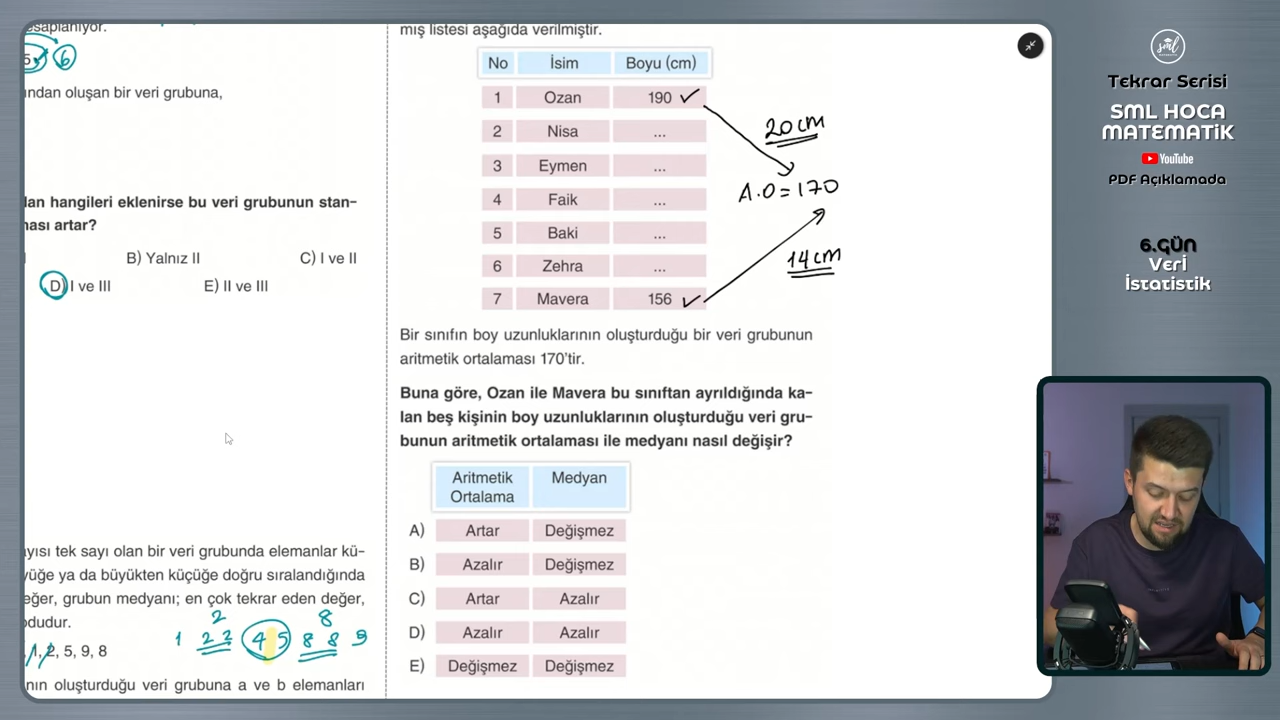 esaplanıyor.
5, 6
ından oluşan bir veri grubuna,
dan hangileri eklenirse bu veri grubunun stan-
ması artar?
B) Yalnız II C) I ve II
D) I ve III E) II ve III
ayısı tek sayı olan bir veri grubunda elemanlar kü-
yüğe ya da büyükten küçüğe doğru sıralandığında
eğer, grubun medyanı; en çok tekrar eden değer,
odudur.
2 8
1 2 2 4 5 8 8 9
1, 2, 5, 9, 8
nın oluşturduğu veri grubuna a ve b elemanları
mış listesi aşağıda verilmiştir.
No İsim Boyu (cm)
1 Ozan 190
2 Nisa ...
3 Eymen ...
4 Faik ...
5 Baki ...
6 Zehra ...
7 Mavera 156
20 cm
A.O = 170
14 cm
Bir sınıfın boy uzunluklarının oluşturduğu bir veri grubunun
aritmetik ortalaması 170'tir.
Buna göre, Ozan ile Mavera bu sınıftan ayrıldığında ka-
lan beş kişinin boy uzunluklarının oluşturduğu veri gru-
bunun aritmetik ortalaması ile medyanı nasıl değişir?
Aritmetik Medyan
Ortalama
A) Artar Değişmez
B) Azalır Değişmez
C) Artar Azalır
D) Azalır Azalır
E) Değişmez Değişmez
sml
Tekrar Serisi
SML HOCA
MATEMATİK
YouTube
PDF Açıklamada
6.GÜN
Veri
İstatistik